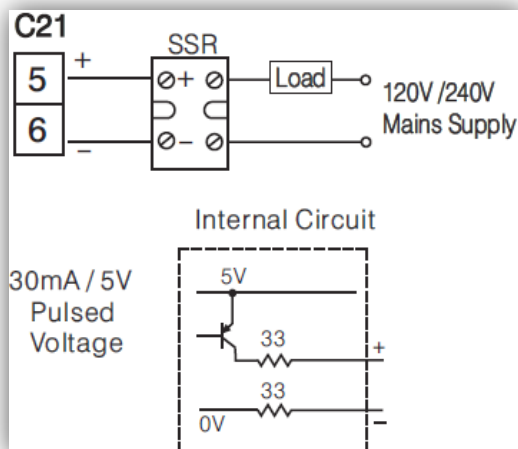 C21
SSR
5
+
+
Load
120V /240V
Mains Supply
6
–
–
Internal Circuit
30mA / 5V
Pulsed
Voltage
5V
33
+
33
0V
–